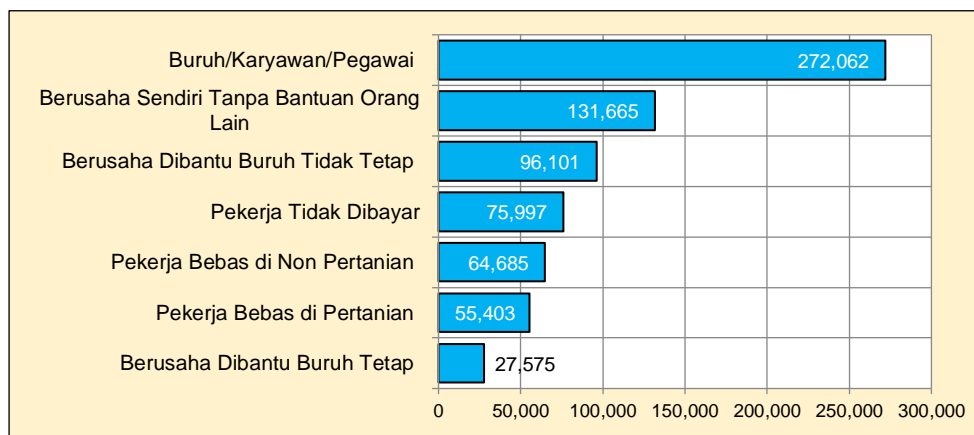 Buruh/Karyawan/Pegawai
272,062
Berusaha Sendiri Tanpa Bantuan Orang
Lain
131,665
Berusaha Dibantu Buruh Tidak Tetap
96,101
Pekerja Tidak Dibayar
75,997
Pekerja Bebas di Non Pertanian
64,685
Pekerja Bebas di Pertanian
55,403
Berusaha Dibantu Buruh Tetap
27,575
0 50,000 100,000 150,000 200,000 250,000 300,000